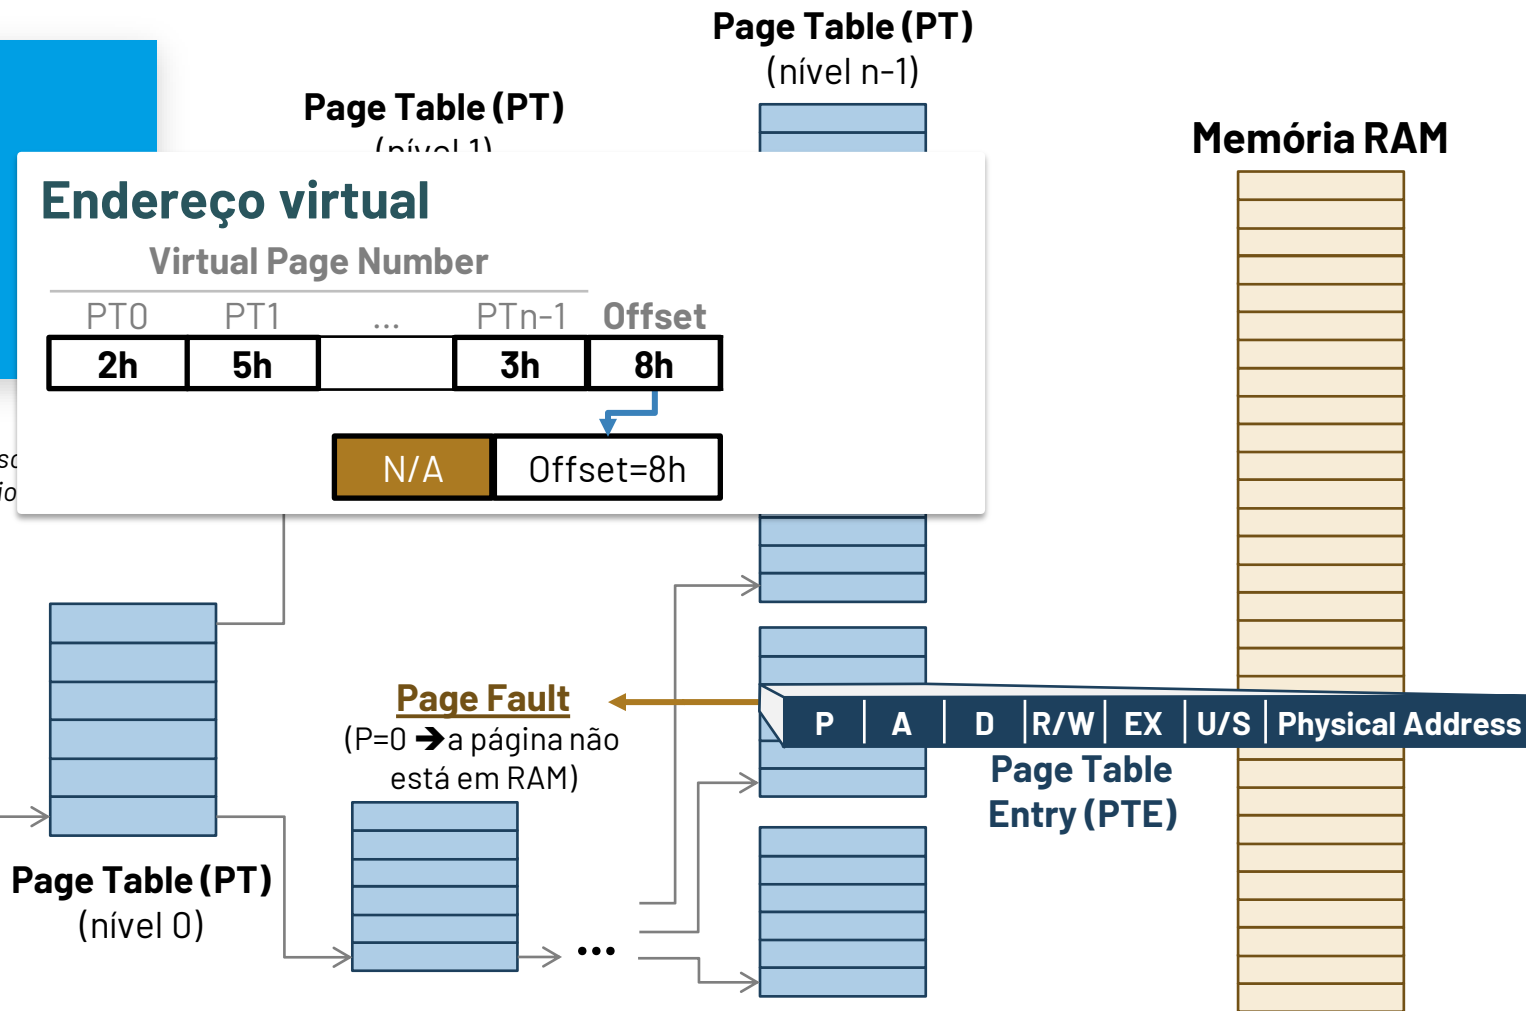 Page Table (PT)
(nível n-1)
Page Table (PT)
(nível 1)
Memória RAM
Endereço virtual
Virtual Page Number
PT0 PT1 ... PTn-1 Offset
2h 5h 3h 8h
N/A Offset=8h
Page Fault
(P=0 ➔ a página não
está em RAM)
P A D R/W EX U/S Physical Address
Page Table
Entry (PTE)
Page Table (PT)
(nível 0)
...